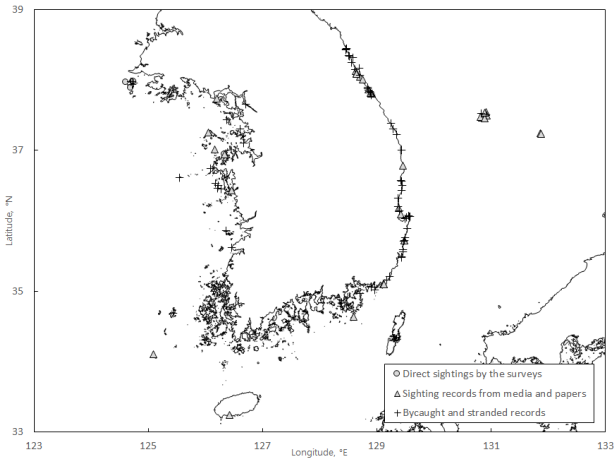 39
37
35
33
Latitude, °N
123
125
127
129
131
133
Longitude, °E
Direct sightings by the surveys
Sighting records from media and papers
Bycaught and stranded records